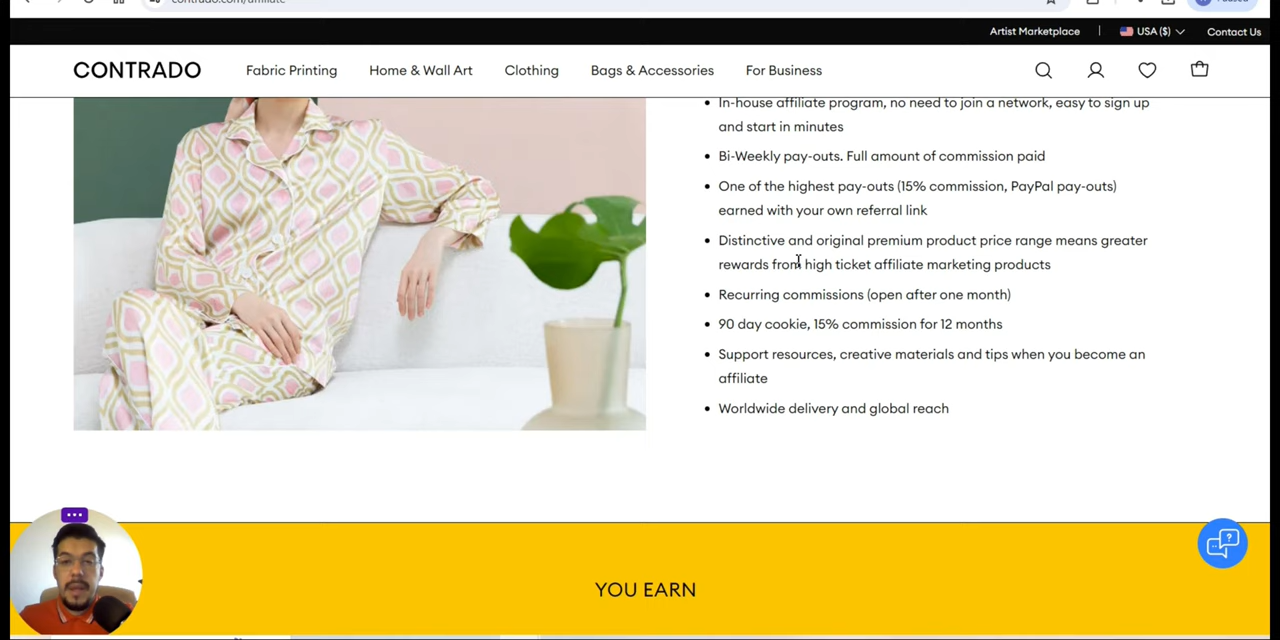 contrado.com/affiliate
Artist Marketplace | USA ($) Contact Us
CONTRADO Fabric Printing Home & Wall Art Clothing Bags & Accessories For Business
In-house affiliate program, no need to join a network, easy to sign up
and start in minutes
Bi-Weekly pay-outs. Full amount of commission paid
One of the highest pay-outs (15% commission, PayPal pay-outs)
earned with your own referral link
Distinctive and original premium product price range means greater
rewards from high ticket affiliate marketing products
Recurring commissions (open after one month)
90 day cookie, 15% commission for 12 months
Support resources, creative materials and tips when you become an
affiliate
Worldwide delivery and global reach
YOU EARN